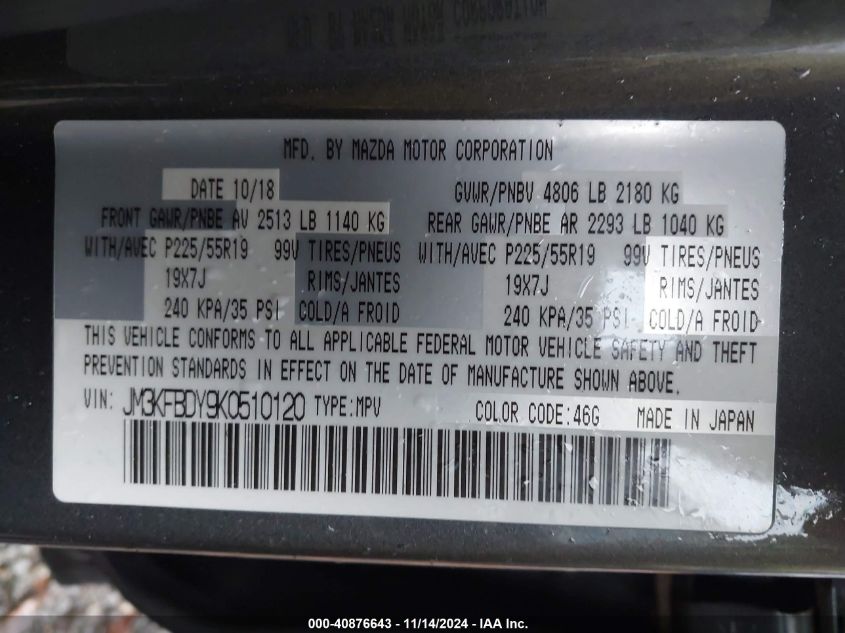 MFD. BY MAZDA MOTOR CORPORATION
DATE 10/18 GVWR/PNBV 4806 LB 2180 KG
FRONT GAWR/PNBE AV 2513 LB 1140 KG REAR GAWR/PNBE AR 2293 LB 1040 KG
WITH/AVEC P225/55R19 99V TIRES/PNEUS WITH/AVEC P225/55R19 99V TIRES/PNEUS
19X7J RIMS/JANTES 19X7J RIMS/JANTES
240 KPA/35 PSI COLD/A FROID 240 KPA/35 PSI COLD/A FROID
THIS VEHICLE CONFORMS TO ALL APPLICABLE FEDERAL MOTOR VEHICLE SAFETY AND THEFT
PREVENTION STANDARDS IN EFFECT ON THE DATE OF MANUFACTURE SHOWN ABOVE.
VIN: JM3KFBDY9K0510120 TYPE:MPV COLOR CODE:46G MADE IN JAPAN
000-40876643 - 11/14/2024 - IAA Inc.